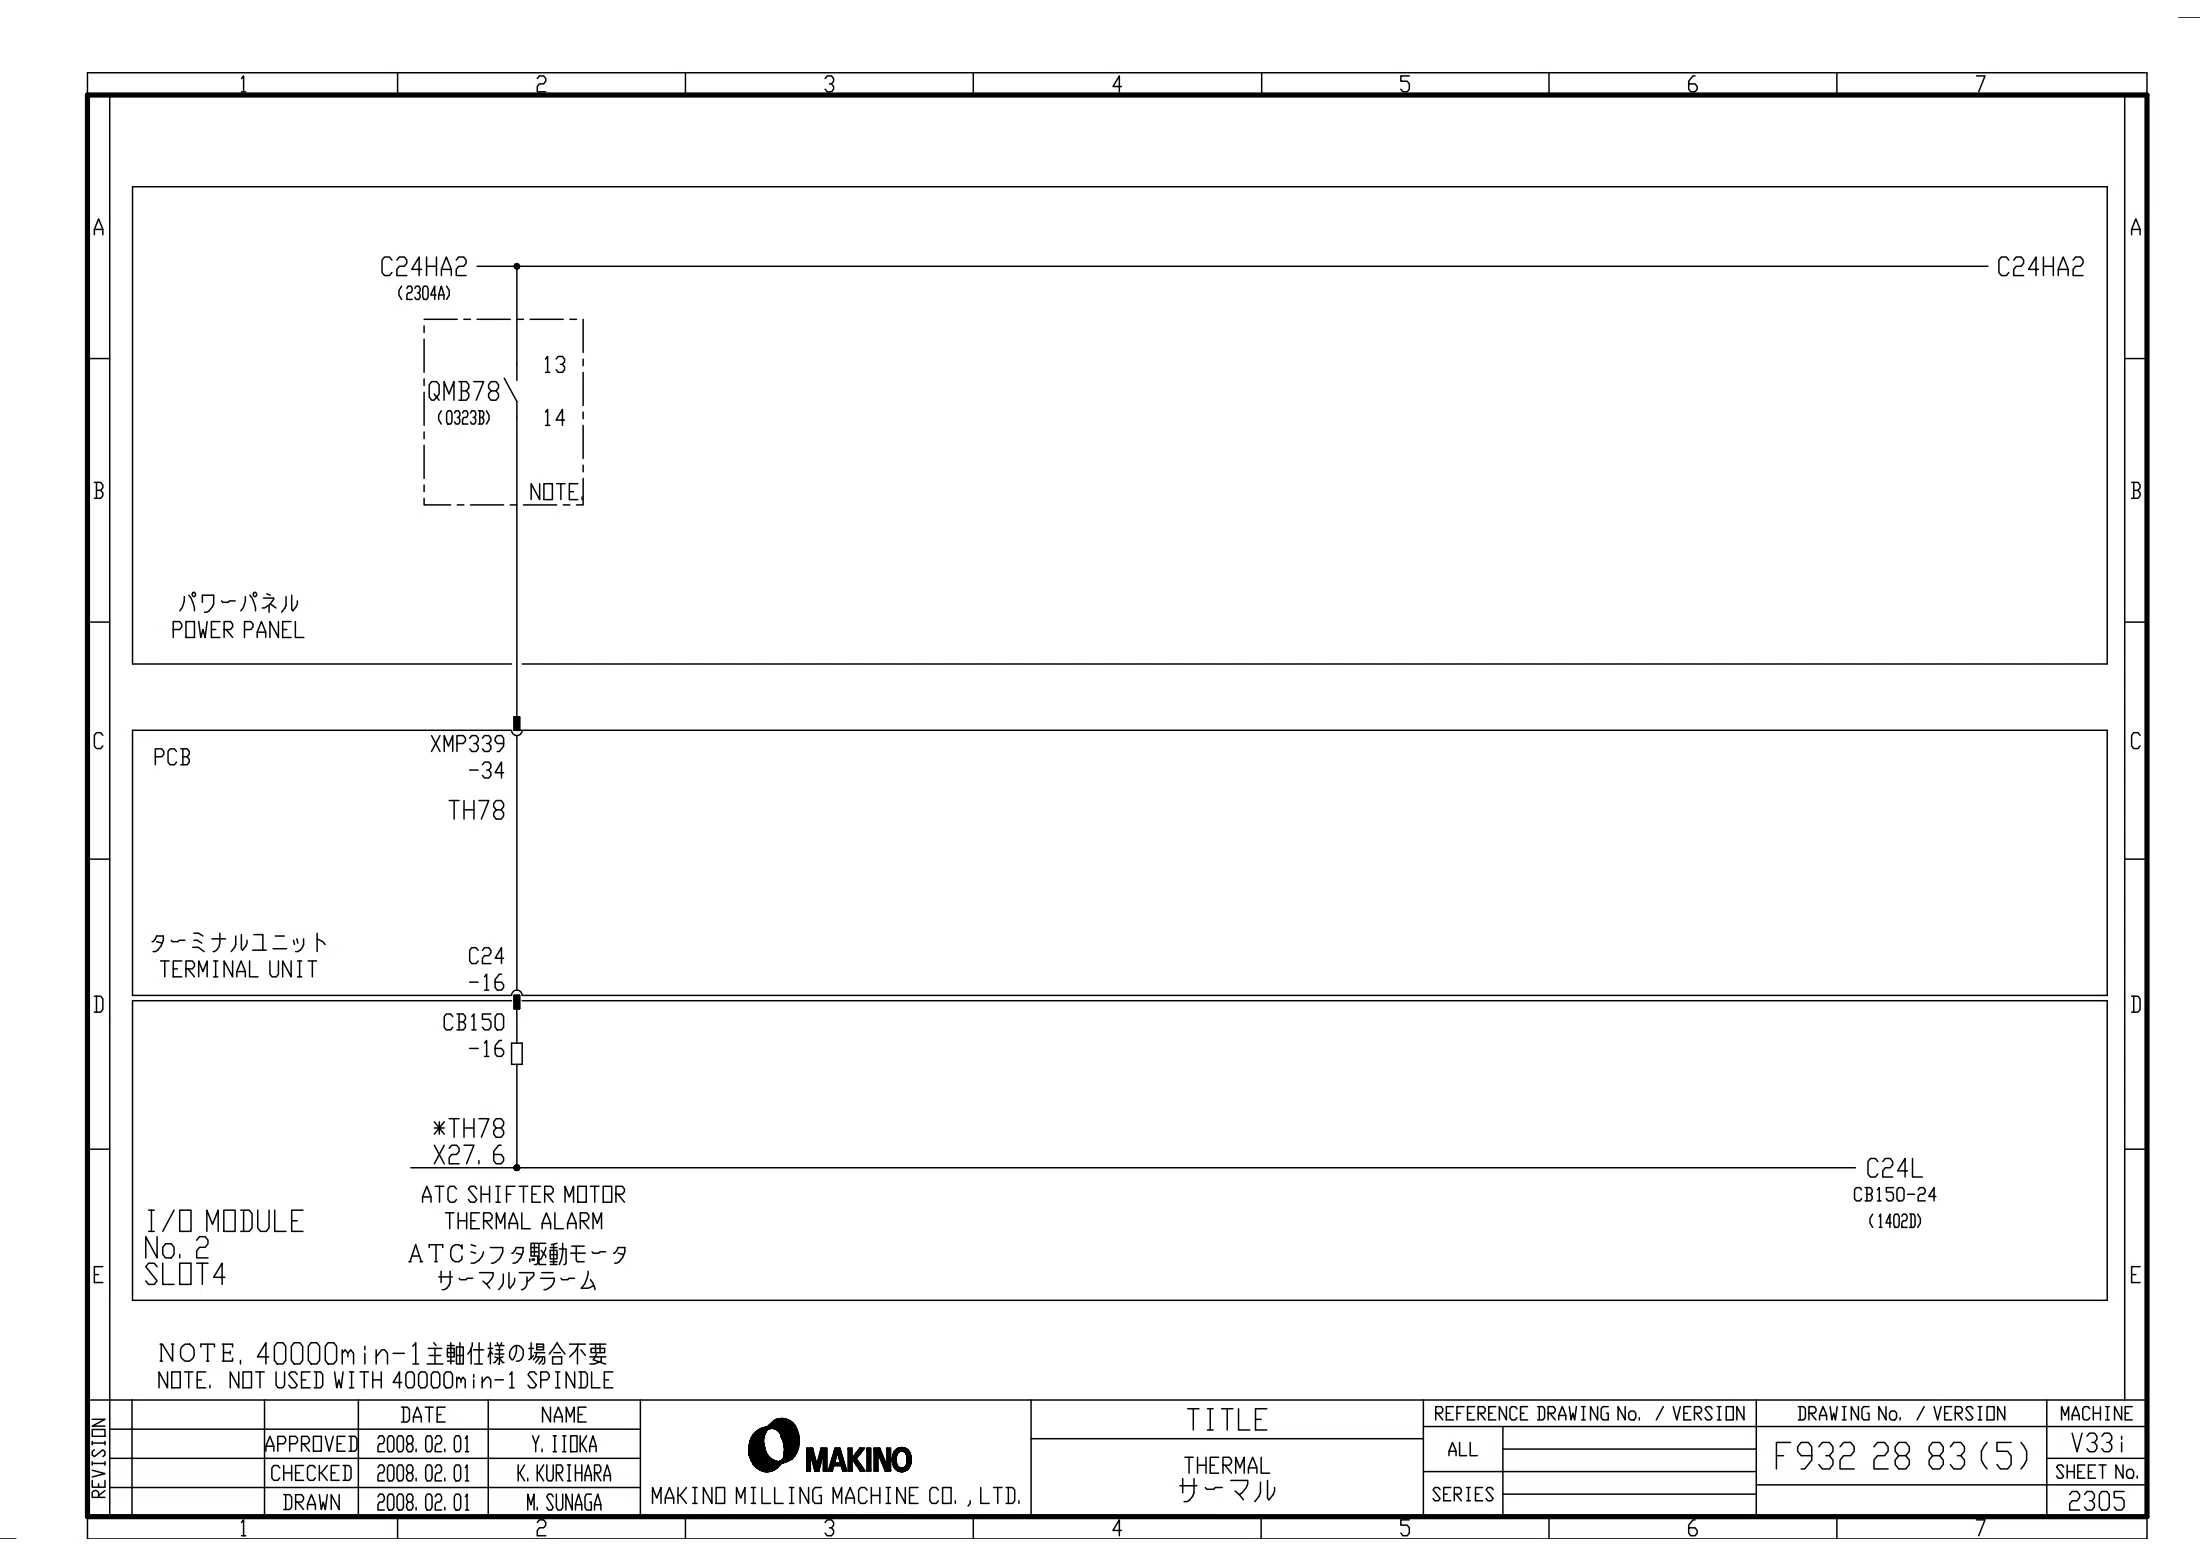 1 2 3 4 5 6 7
A A
C24HA2 C24HA2
(2304A)
13
QMB78
(0323B) 14
B NOTE. B
パワーパネル
POWER PANEL
C C
XMP339
PCB
-34
TH78
ターミナルユニット
TERMINAL UNIT
C24
-16
D D
CB150
-16
*TH78
X27.6
C24L
CB150-24
(1402D)
ATC SHIFTER MOTOR
THERMAL ALARM
ATCシフタ駆動モータ
サーマルアラーム
I/O MODULE
No. 2
SLOT4
E E
NOTE. 40000min-1主軸仕様の場合不要
NOTE. NOT USED WITH 40000min-1 SPINDLE
REVISION
DATE NAME
APPROVED 2008.02.01 Y. IIOKA
CHECKED 2008.02.01 K. KURIHARA
DRAWN 2008.02.01 M. SUNAGA
MAKINO
MAKINO MILLING MACHINE CO., LTD.
TITLE
THERMAL
サーマル
REFERENCE DRAWING No. / VERSION
ALL
SERIES
DRAWING No. / VERSION
F932 28 83 (5)
MACHINE
V33i
SHEET No.
2305
1 2 3 4 5 6 7